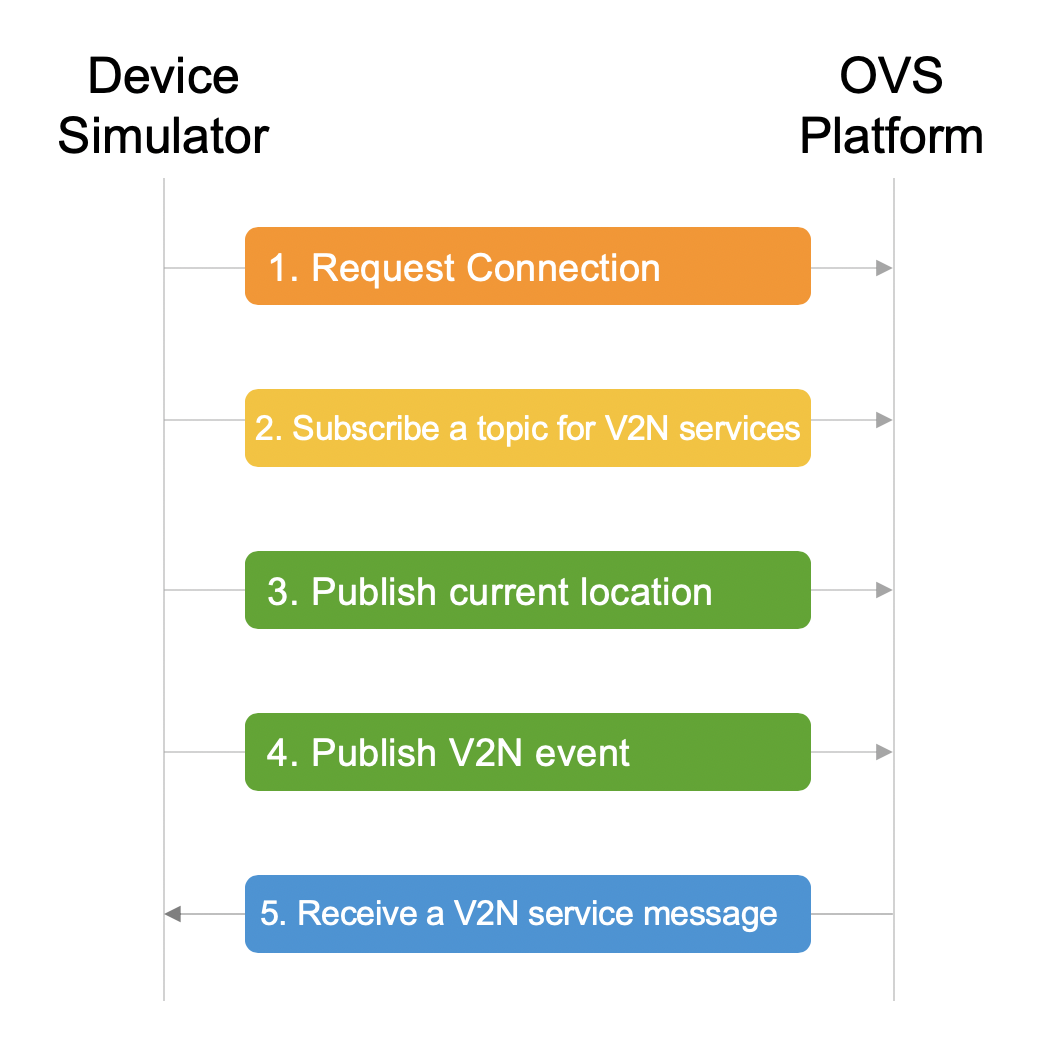 Device
Simulator
OVS
Platform
1. Request Connection
2. Subscribe a topic for V2N services
3. Publish current location
4. Publish V2N event
5. Receive a V2N service message